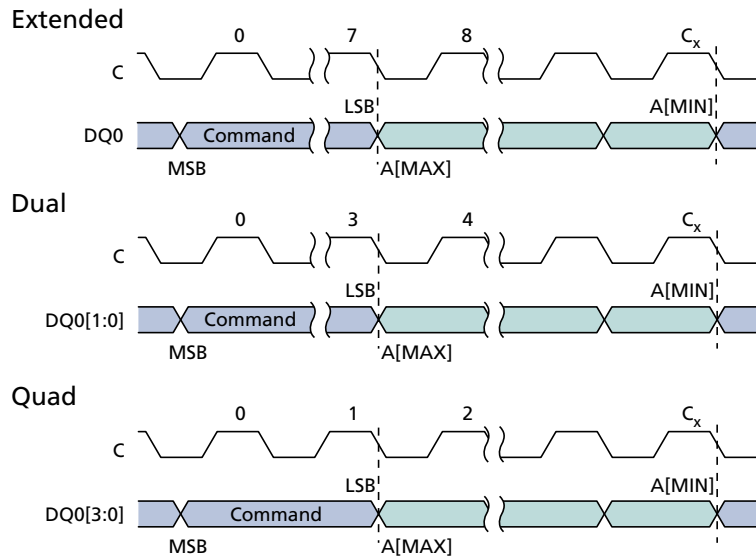 Extended
0 7 8 Cx
C
LSB A[MIN]
DQ0 Command
MSB A[MAX]
Dual
0 3 4 Cx
C
LSB A[MIN]
DQ0[1:0] Command
MSB A[MAX]
Quad
0 1 2 Cx
C
LSB A[MIN]
DQ0[3:0] Command
MSB A[MAX]